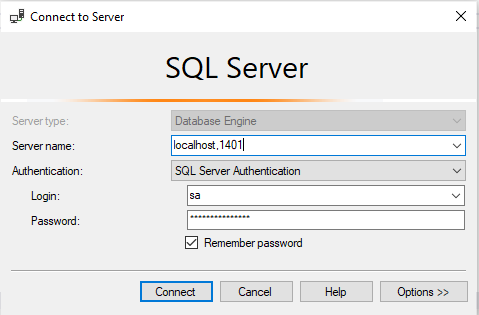 Connect to Server
SQL Server
Server type: Database Engine
Server name: localhost,1401
Authentication: SQL Server Authentication
Login: sa
Password: ***************
Remember password
Connect Cancel Help Options >>